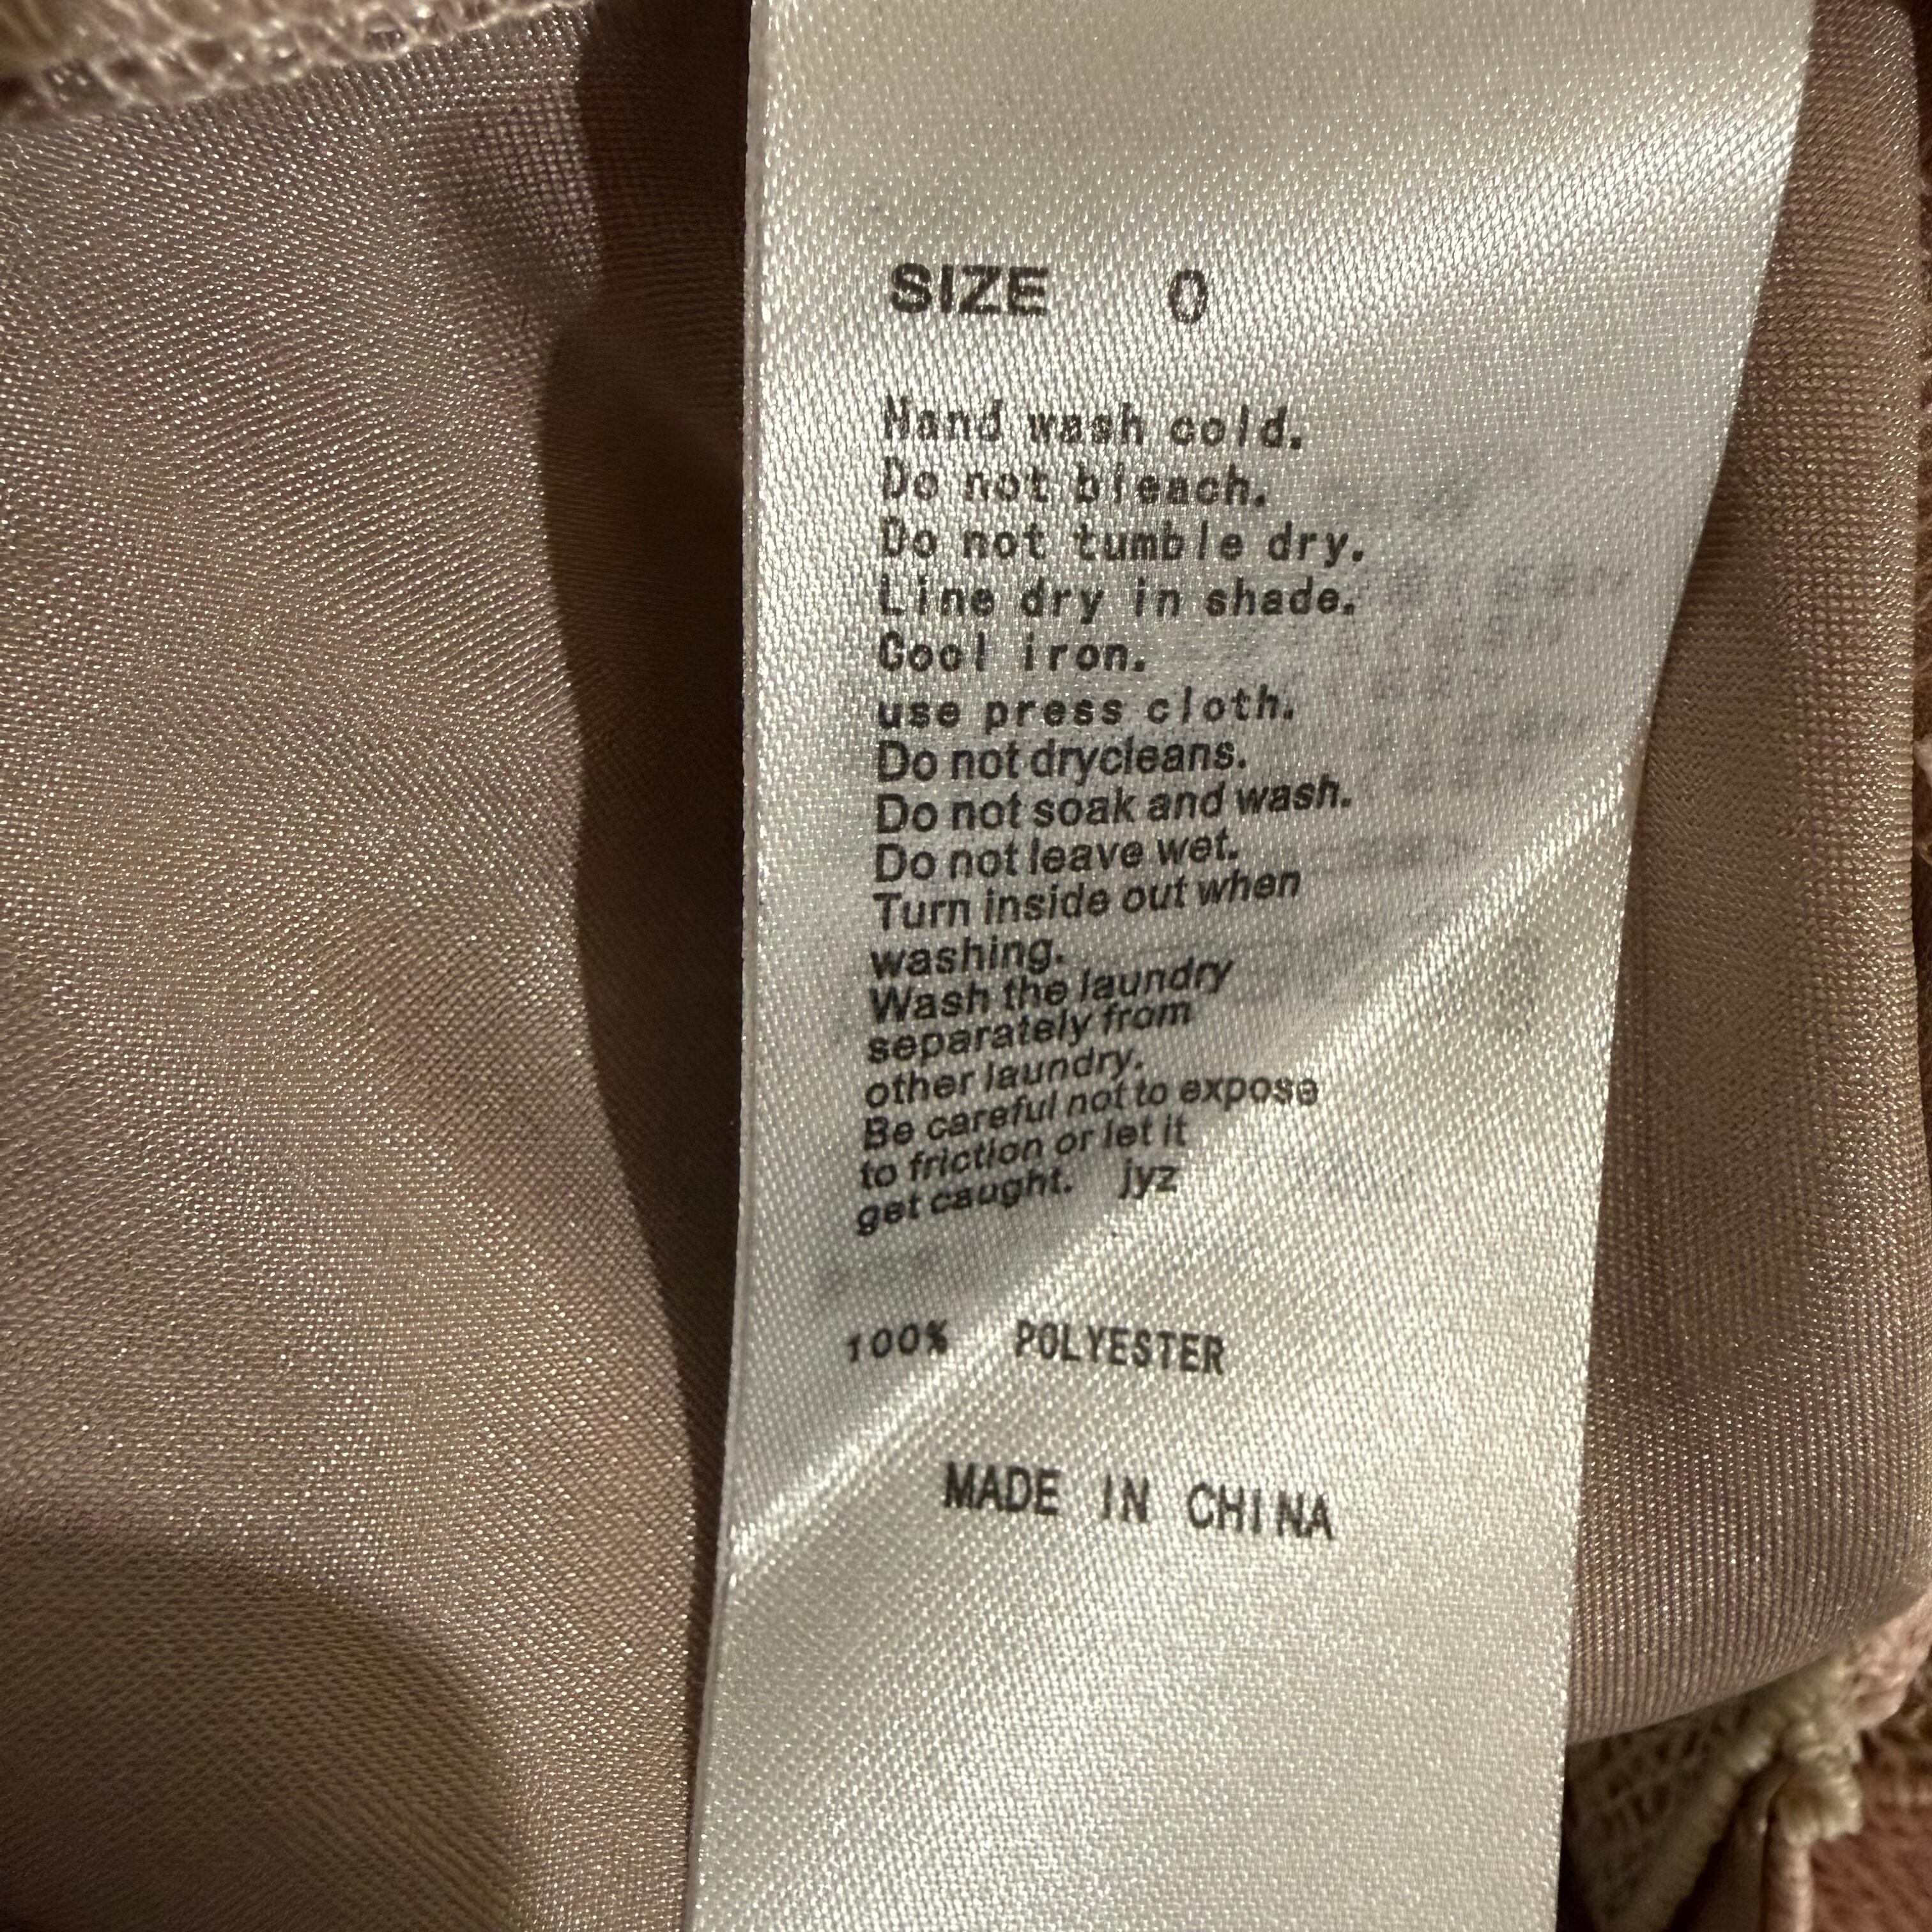 SIZE 0
Hand wash cold.
Do not bleach.
Do not tumble dry.
Line dry in shade.
Cool iron.
use press cloth.
Do not drycleans.
Do not soak and wash.
Do not leave wet.
Turn inside out when
washing.
Wash the laundry
separately from
other laundry.
Be careful not to expose
to friction or let it
get caught. jyz
100% POLYESTER
MADE IN CHINA